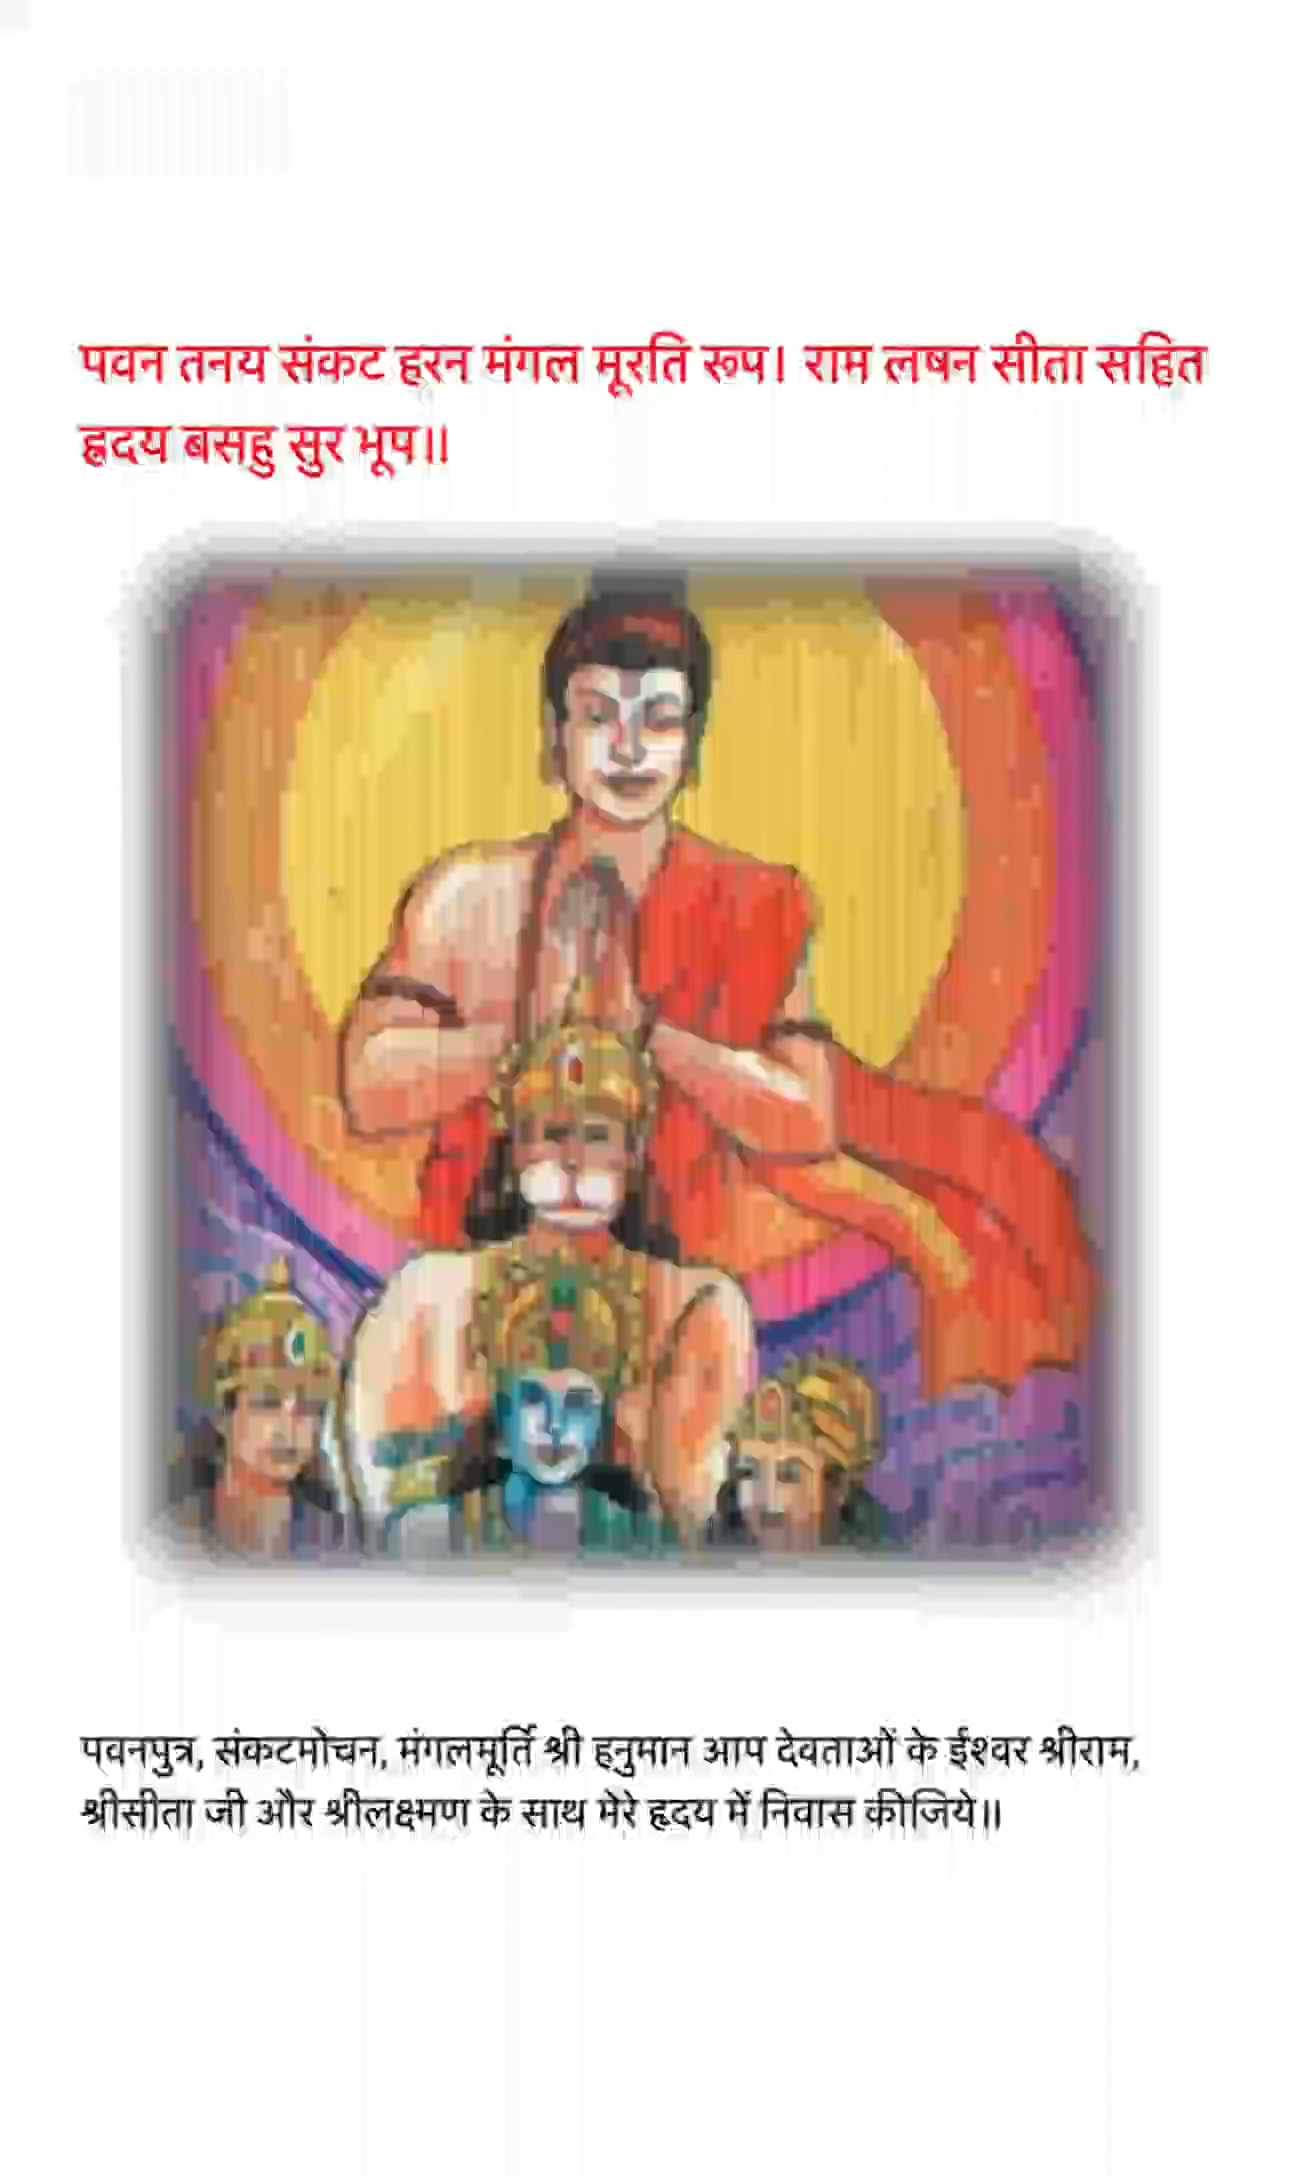 पवन तनय संकट हरन मंगल मूरति रूप। राम लषन सीता सहित
ह्रदय बसहु सुर भूप॥
पवनपुत्र, संकटमोचन, मंगलमूर्ति श्री हनुमान आप देवताओं के ईश्वर श्रीराम,
श्रीसीता जी और श्रीलक्ष्मण के साथ मेरे हृदय में निवास कीजिये॥